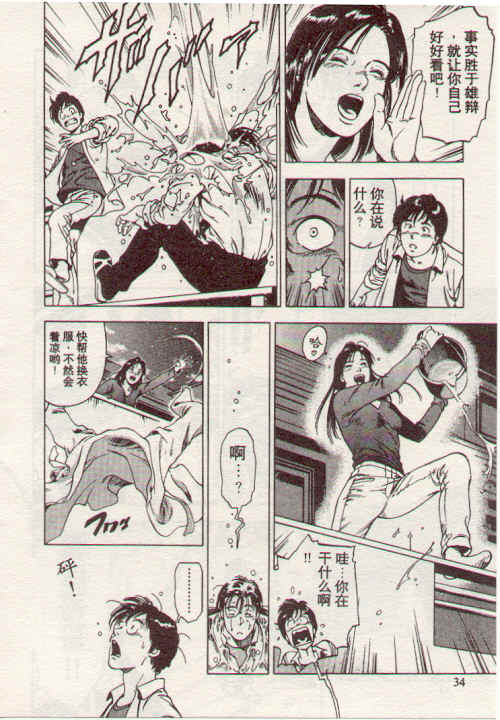 事实胜于雄辩
，就让你自己
好好看吧！
你在说
什么？
哈
哇…你在
干什么啊
!!
啊…？
快帮他换衣
服，不然会
着凉哟！
…………
砰！
34